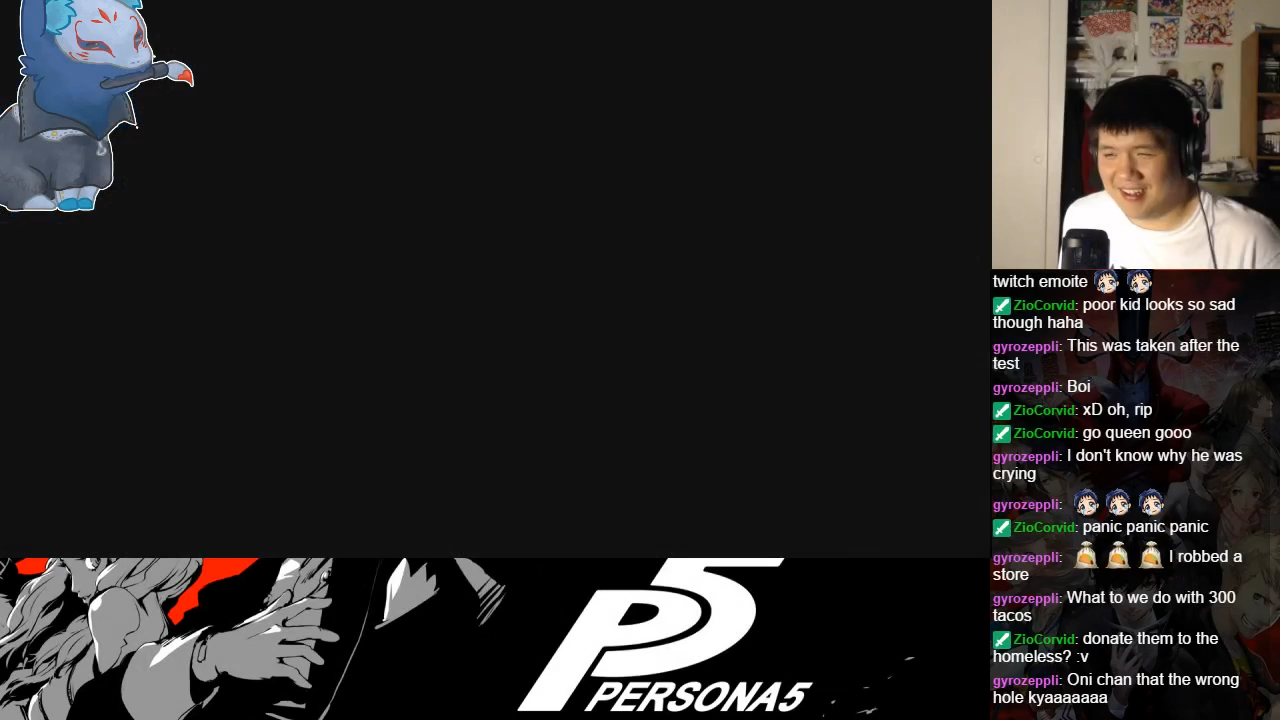 twitch emoite
ZioCorvid: poor kid looks so sad
though haha
gyrozeppli: This was taken after the
test
gyrozeppli: Boi
ZioCorvid: xD oh, rip
ZioCorvid: go queen gooo
gyrozeppli: I don't know why he was
crying
gyrozeppli:
ZioCorvid: panic panic panic
gyrozeppli: I robbed a
store
gyrozeppli: What to we do with 300
tacos
ZioCorvid: donate them to the
homeless? :v
gyrozeppli: Oni chan that the wrong
hole kyaaaaaaa
P5
PERSONA5